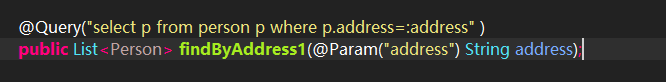 @Query("select p from person p where p.address=:address" )
public List<Person> findByAddress1(@Param("address") String address);